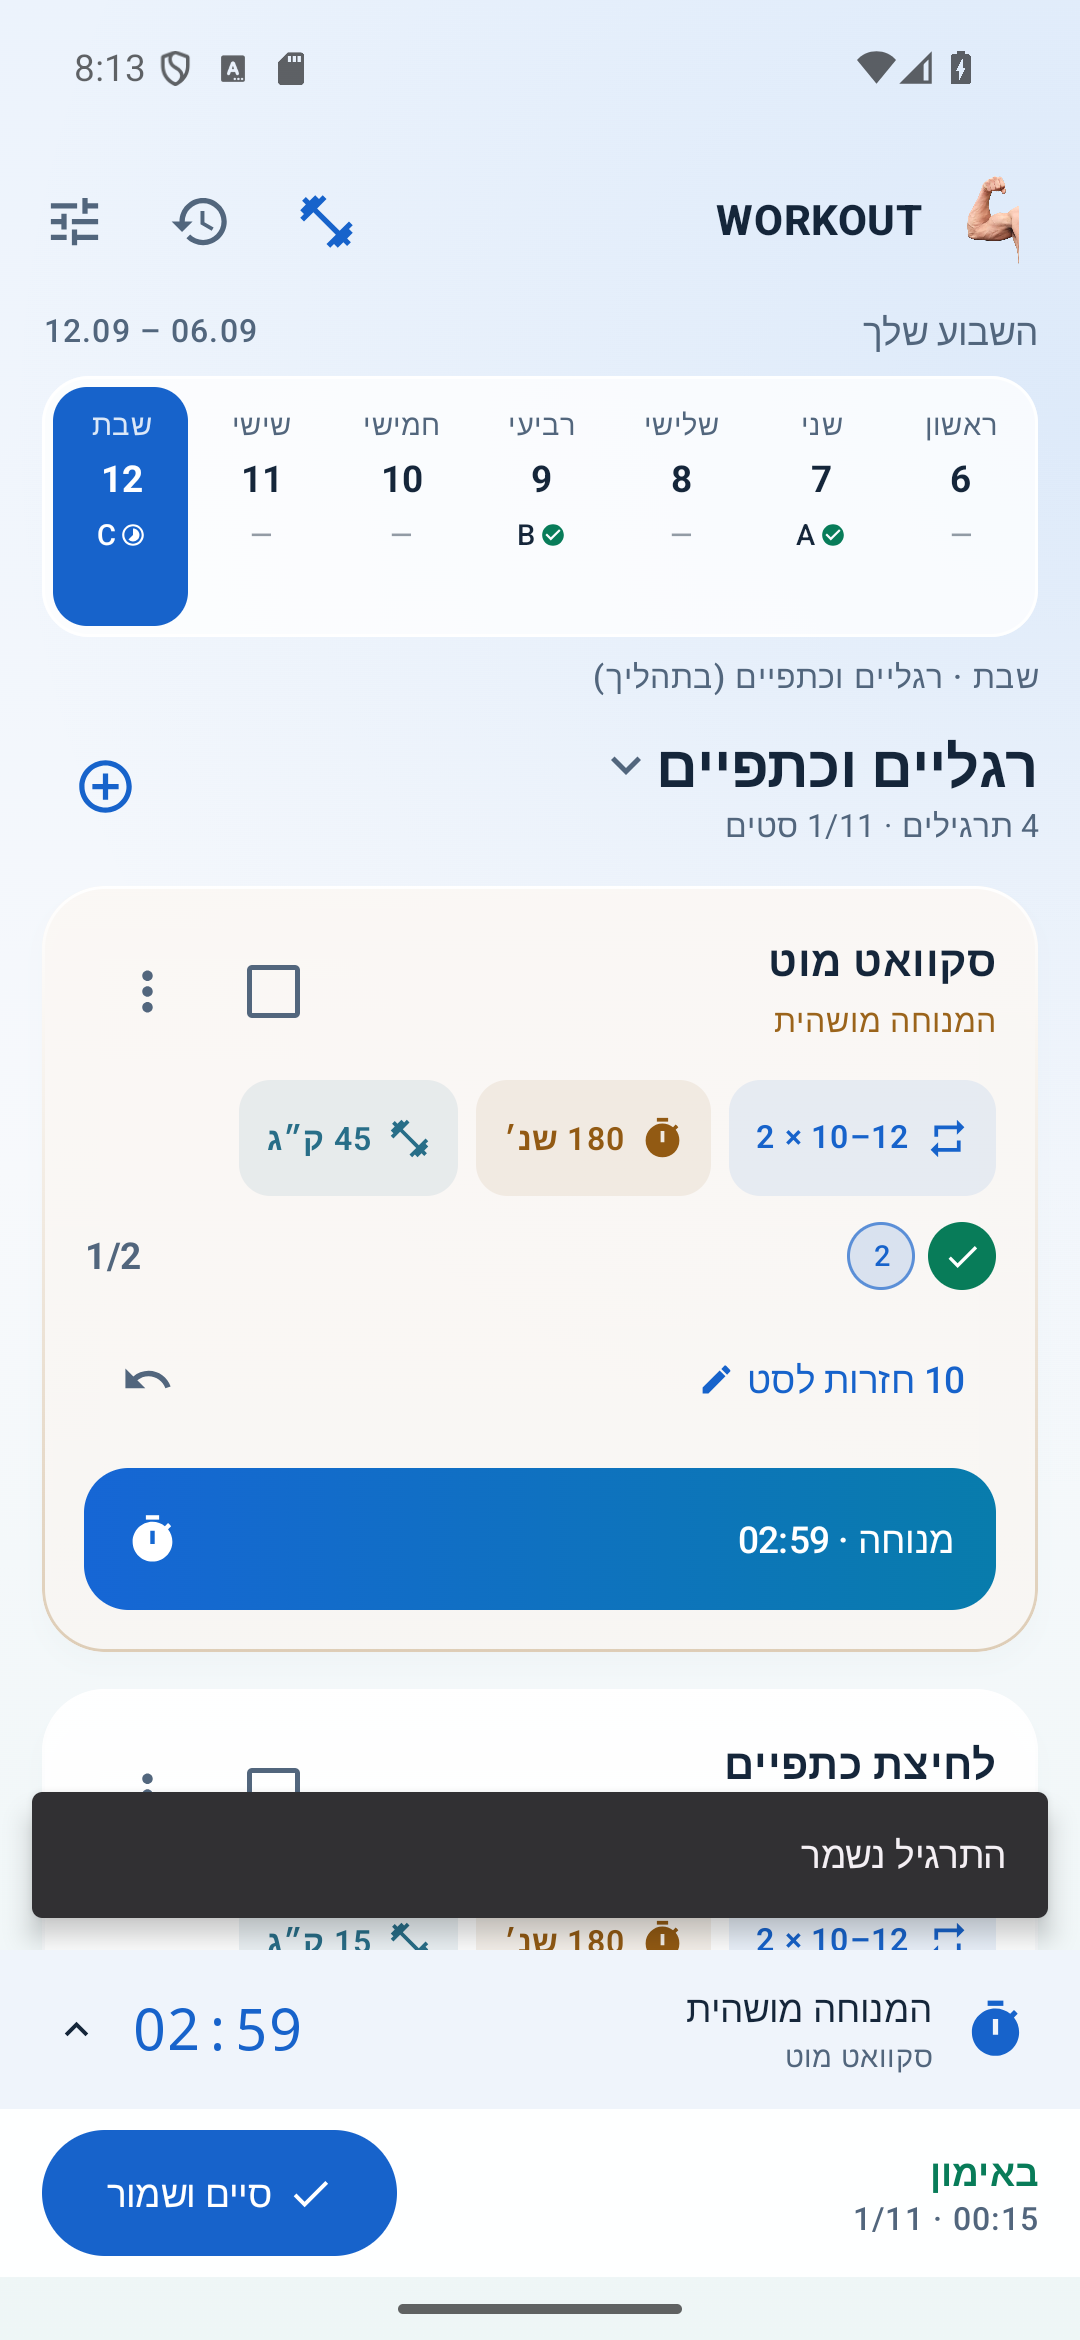 8:13
WORKOUT
השבוע שלך
12.09 – 06.09
ראשון
6
–
שני
7
A
שלישי
8
–
רביעי
9
B
חמישי
10
–
שישי
11
–
שבת
12
C
שבת · רגליים וכתפיים (בתהליך)
רגליים וכתפיים
4 תרגילים · 1/11 סטים
סקוואט מוט
המנוחה מושהית
2 × 10–12
180 שנ׳
45 ק״ג
2
1/2
10 חזרות לסט
מנוחה · 02:59
לחיצת כתפיים
התרגיל נשמר
2 × 10–12
180 שנ׳
15 ק״ג
המנוחה מושהית
סקוואט מוט
02:59
באימון
1/11 · 00:15
סיים ושמור